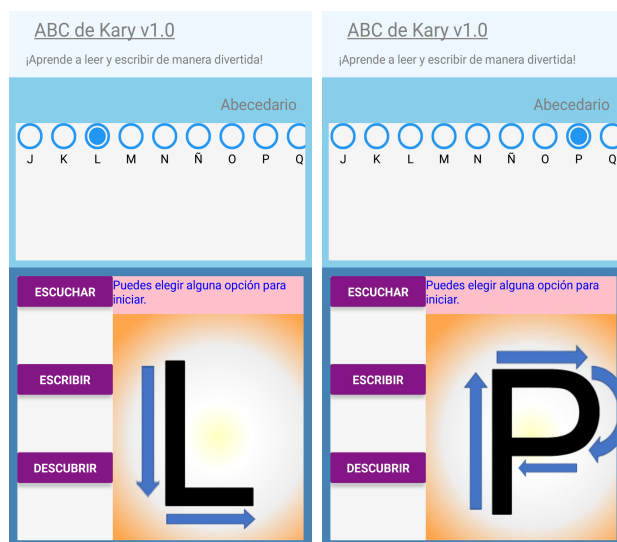 ABC de Kary v1.0
¡Aprende a leer y escribir de manera divertida!
Abecedario
J K L M N Ñ O P Q
ESCUCHAR
Puedes elegir alguna opción para
iniciar.
ESCRIBIR
DESCUBRIR
L
ABC de Kary v1.0
¡Aprende a leer y escribir de manera divertida!
Abecedario
J K L M N Ñ O P Q
ESCUCHAR
Puedes elegir alguna opción para
iniciar.
ESCRIBIR
DESCUBRIR
P